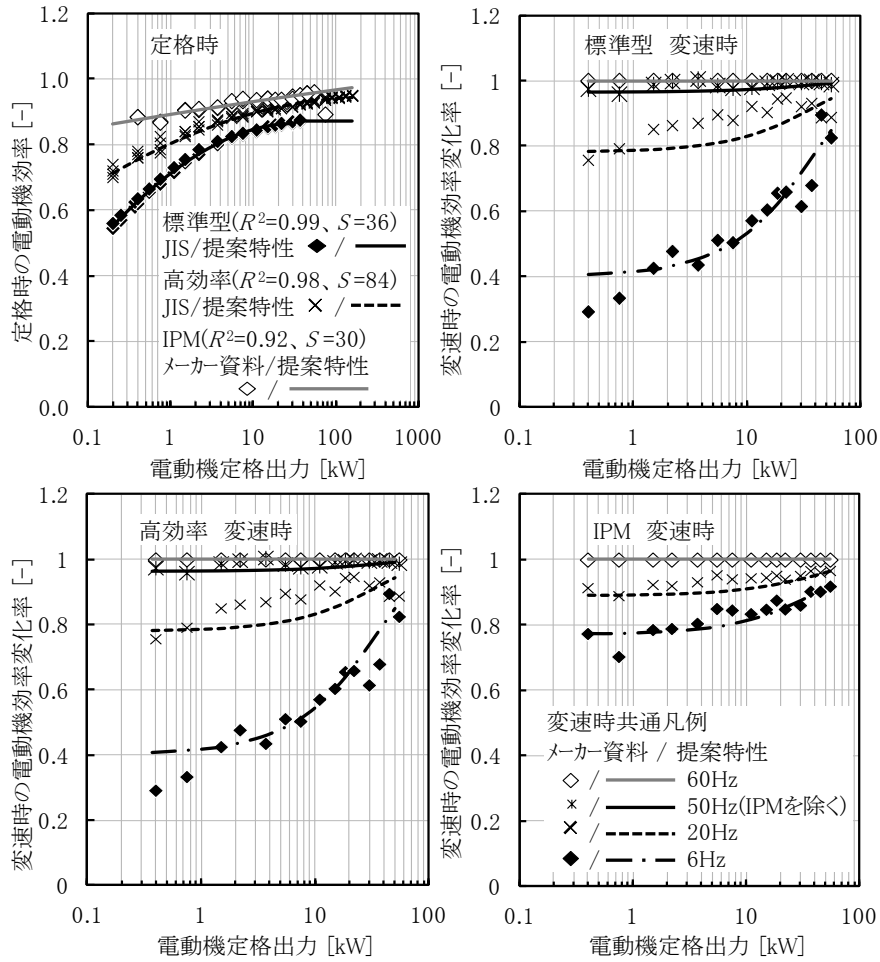 定格時
定格時の電動機効率 [-]
1.2
1.0
0.8
0.6
0.4
0.2
0.0
標準型(R²=0.99、S=36)
JIS/提案特性 ◆ /
高効率(R²=0.98、S=84)
JIS/提案特性 × /
IPM(R²=0.92、S=30)
メーカー資料/提案特性
◇ /
0.1 1 10 100 1000
電動機定格出力 [kW]
標準型 変速時
変速時の電動機効率変化率 [-]
1.2
1
0.8
0.6
0.4
0.2
0
0.1 1 10 100
電動機定格出力 [kW]
高効率 変速時
変速時の電動機効率変化率 [-]
1.2
1
0.8
0.6
0.4
0.2
0
0.1 1 10 100
電動機定格出力 [kW]
IPM 変速時
変速時の電動機効率変化率 [-]
1.2
1
0.8
0.6
0.4
0.2
0
変速時共通凡例
メーカー資料 / 提案特性
◇ / 60Hz
/ 50Hz(IPMを除く)
× / 20Hz
◆ / 6Hz
0.1 1 10 100
電動機定格出力 [kW]